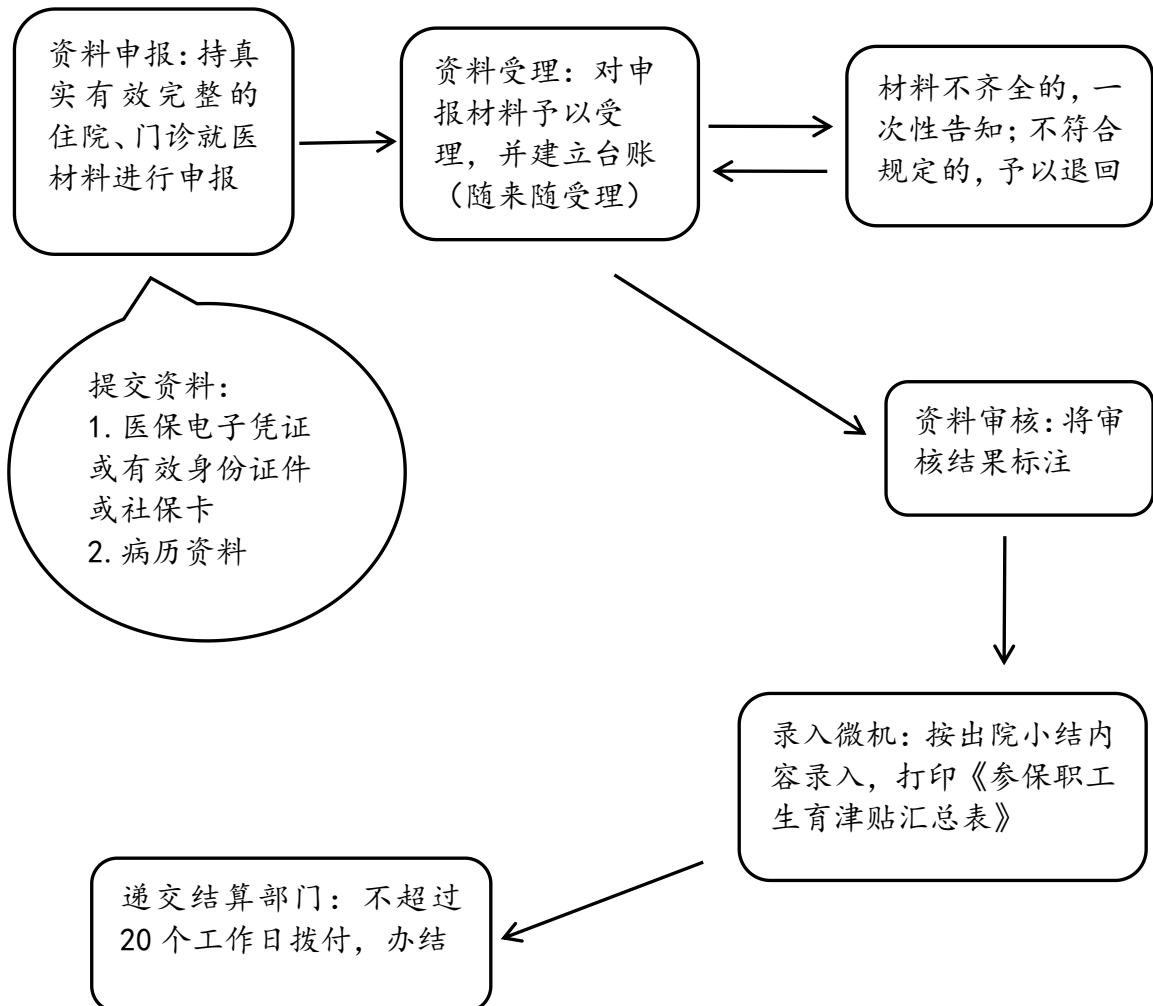 资料申报：持真
实有效完整的
住院、门诊就医
材料进行申报
资料受理：对申
报材料予以受
理，并建立台账
（随来随受理）
材料不齐全的，一
次性告知；不符合
规定的，予以退回
提交资料：
1.医保电子凭证
或有效身份证件
或社保卡
2.病历资料
资料审核：将审
核结果标注
录入微机：按出院小结内
容录入，打印《参保职工
生育津贴汇总表》
递交结算部门：不超过
20个工作日拨付，办结